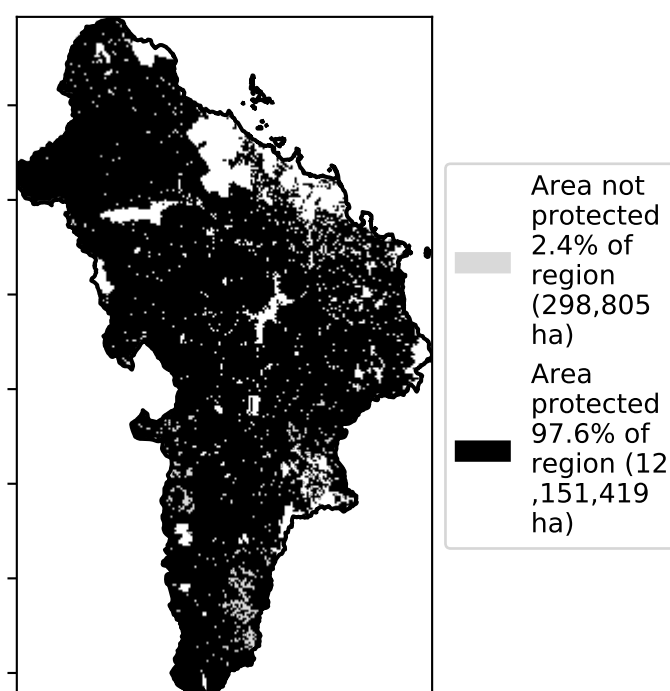 Area not
protected
2.4% of
region
(298,805
ha)
Area
protected
97.6% of
region (12
,151,419
ha)